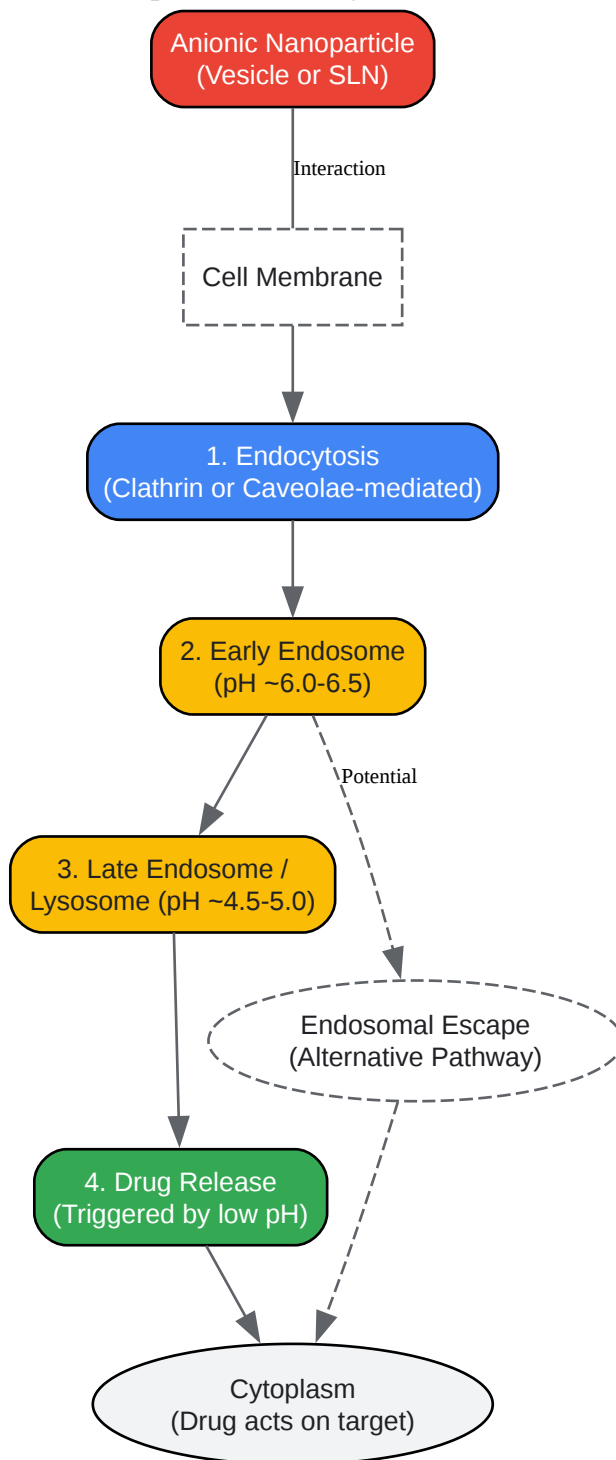 Anionic Nanoparticle
(Vesicle or SLN)
Interaction
Cell Membrane
1. Endocytosis
(Clathrin or Caveolae-mediated)
2. Early Endosome
(pH ~6.0-6.5)
Potential
3. Late Endosome /
Lysosome (pH ~4.5-5.0)
Endosomal Escape
(Alternative Pathway)
4. Drug Release
(Triggered by low pH)
Cytoplasm
(Drug acts on target)